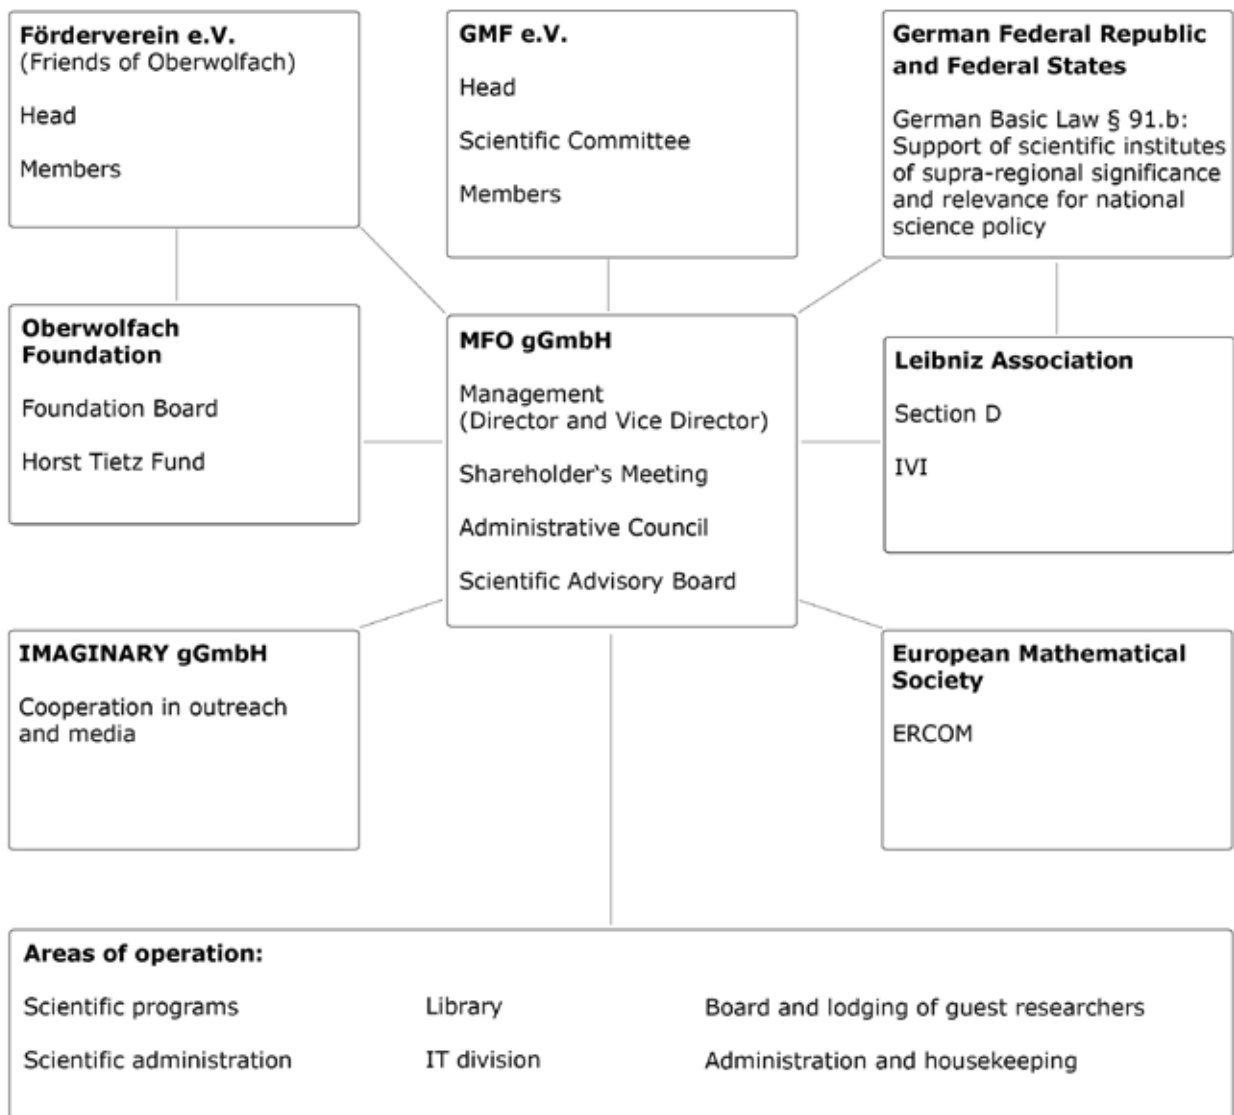 Förderverein e.V.
(Friends of Oberwolfach)
Head
Members
GMF e.V.
Head
Scientific Committee
Members
German Federal Republic
and Federal States
German Basic Law § 91.b:
Support of scientific institutes
of supra-regional significance
and relevance for national
science policy
Oberwolfach
Foundation
Foundation Board
Horst Tietz Fund
MFO gGmbH
Management
(Director and Vice Director)
Shareholder‘s Meeting
Administrative Council
Scientific Advisory Board
Leibniz Association
Section D
IVI
IMAGINARY gGmbH
Cooperation in outreach
and media
European Mathematical
Society
ERCOM
Areas of operation:
Scientific programs
Library
Board and lodging of guest researchers
Scientific administration
IT division
Administration and housekeeping